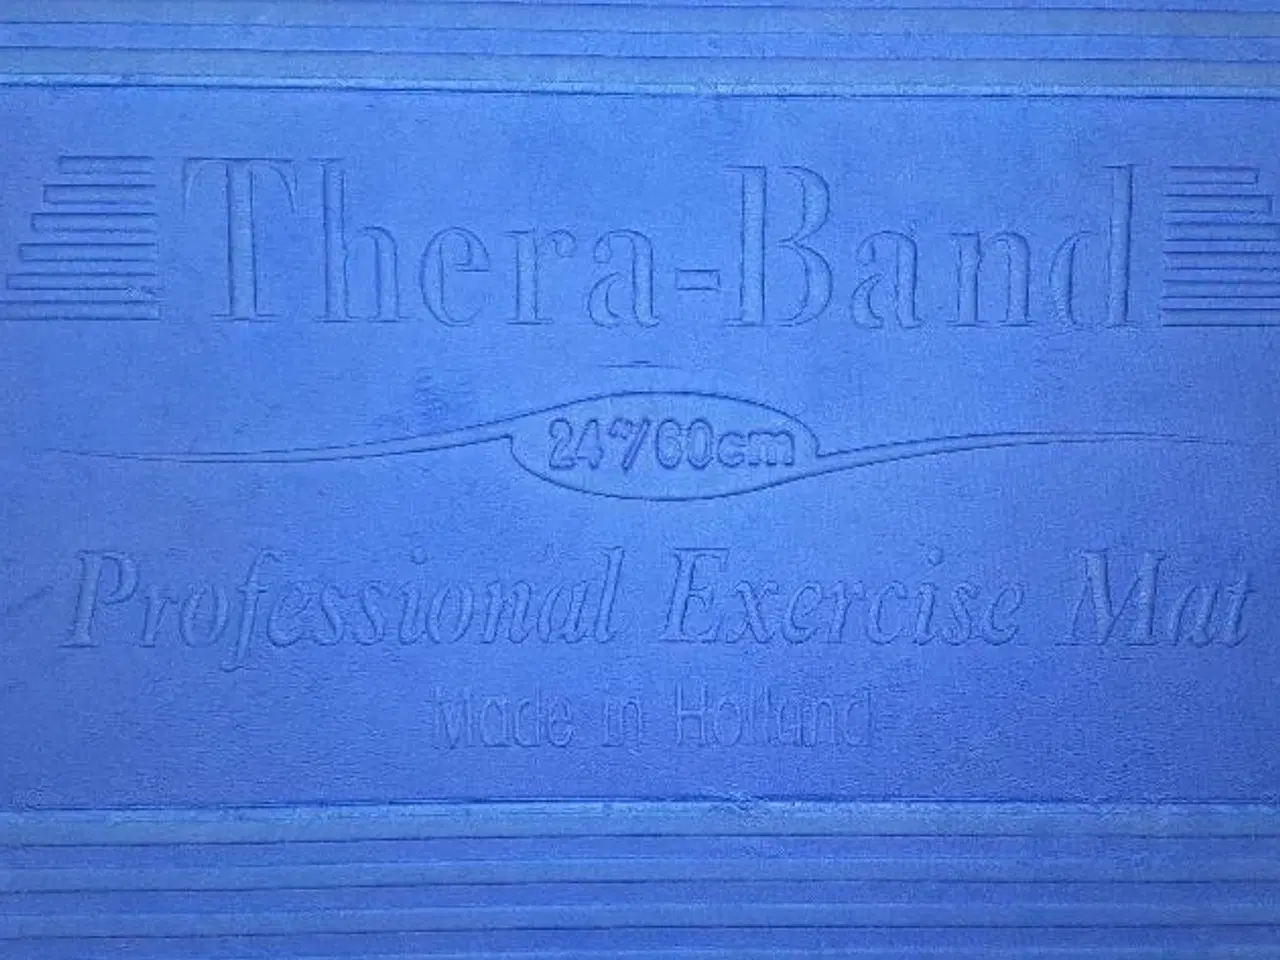 Thera-Band
24"/60cm
Professional Exercise Mat
Made in Holland